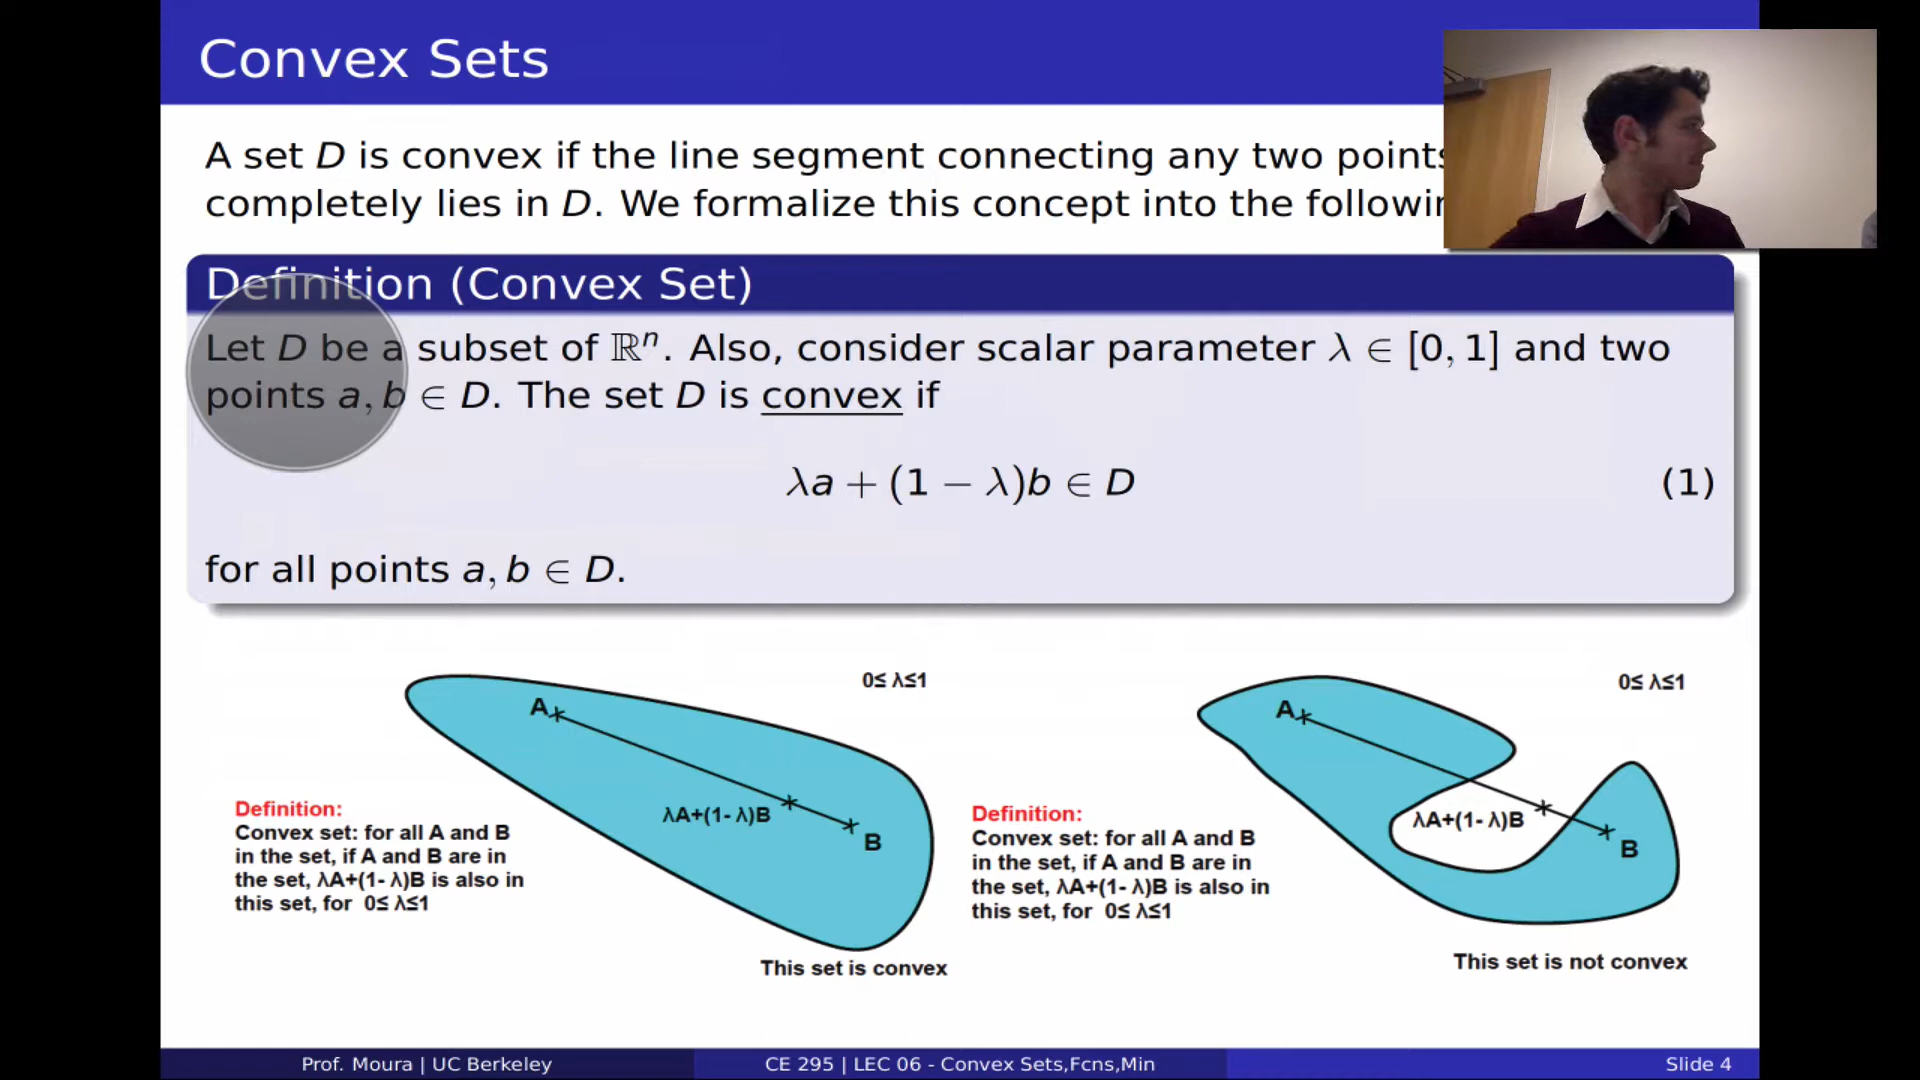 Convex Sets
A set D is convex if the line segment connecting any two points
completely lies in D. We formalize this concept into the
Definition (Convex Set)
Let D be a subset of ℝⁿ. Also, consider scalar parameter λ ∈ [0, 1] and two
points a, b ∈ D. The set D is convex if
λa + (1 − λ)b ∈ D (1)
for all points a, b ∈ D.
0≤ λ≤1
A
λA+(1- λ)B
B
Definition:
Convex set: for all A and B
in the set, if A and B are in
the set, λA+(1- λ)B is also in
this set, for 0≤ λ≤1
This set is convex
0≤ λ≤1
A
λA+(1- λ)B
B
Definition:
Convex set: for all A and B
in the set, if A and B are in
the set, λA+(1- λ)B is also in
this set, for 0≤ λ≤1
This set is not convex
Prof. Moura | UC Berkeley
CE 295 | LEC 06 - Convex Sets,Fcns,Min
Slide 4